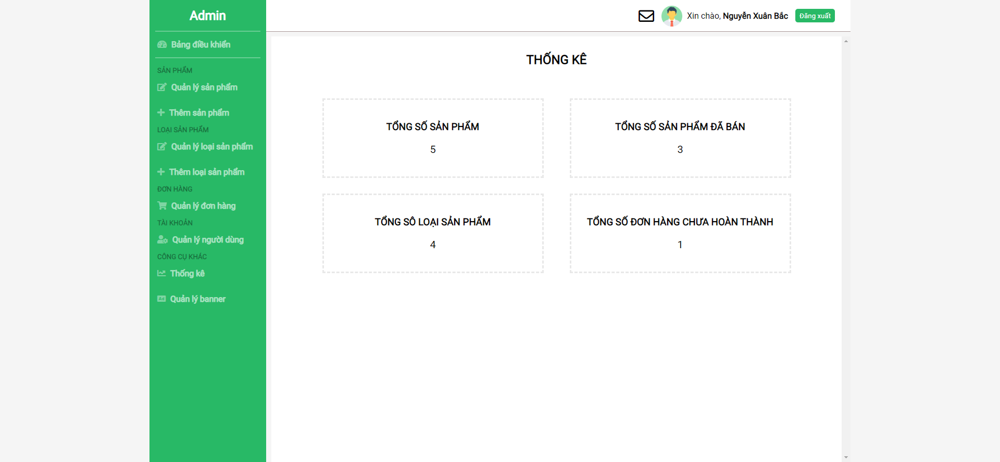 Admin
Bảng điều khiển
SẢN PHẨM
Quản lý sản phẩm
Thêm sản phẩm
LOẠI SẢN PHẨM
Quản lý loại sản phẩm
Thêm loại sản phẩm
ĐƠN HÀNG
Quản lý đơn hàng
TÀI KHOẢN
Quản lý người dùng
CÔNG CỤ KHÁC
Thống kê
Ad
Quản lý banner
Xin chào, Nguyễn Xuân Bắc
Đăng xuất
THỐNG KÊ
TỔNG SỐ SẢN PHẨM
5
TỔNG SỐ SẢN PHẨM ĐÃ BÁN
3
TỔNG SÔ LOẠI SẢN PHẨM
4
TỔNG SỐ ĐƠN HÀNG CHƯA HOÀN THÀNH
1